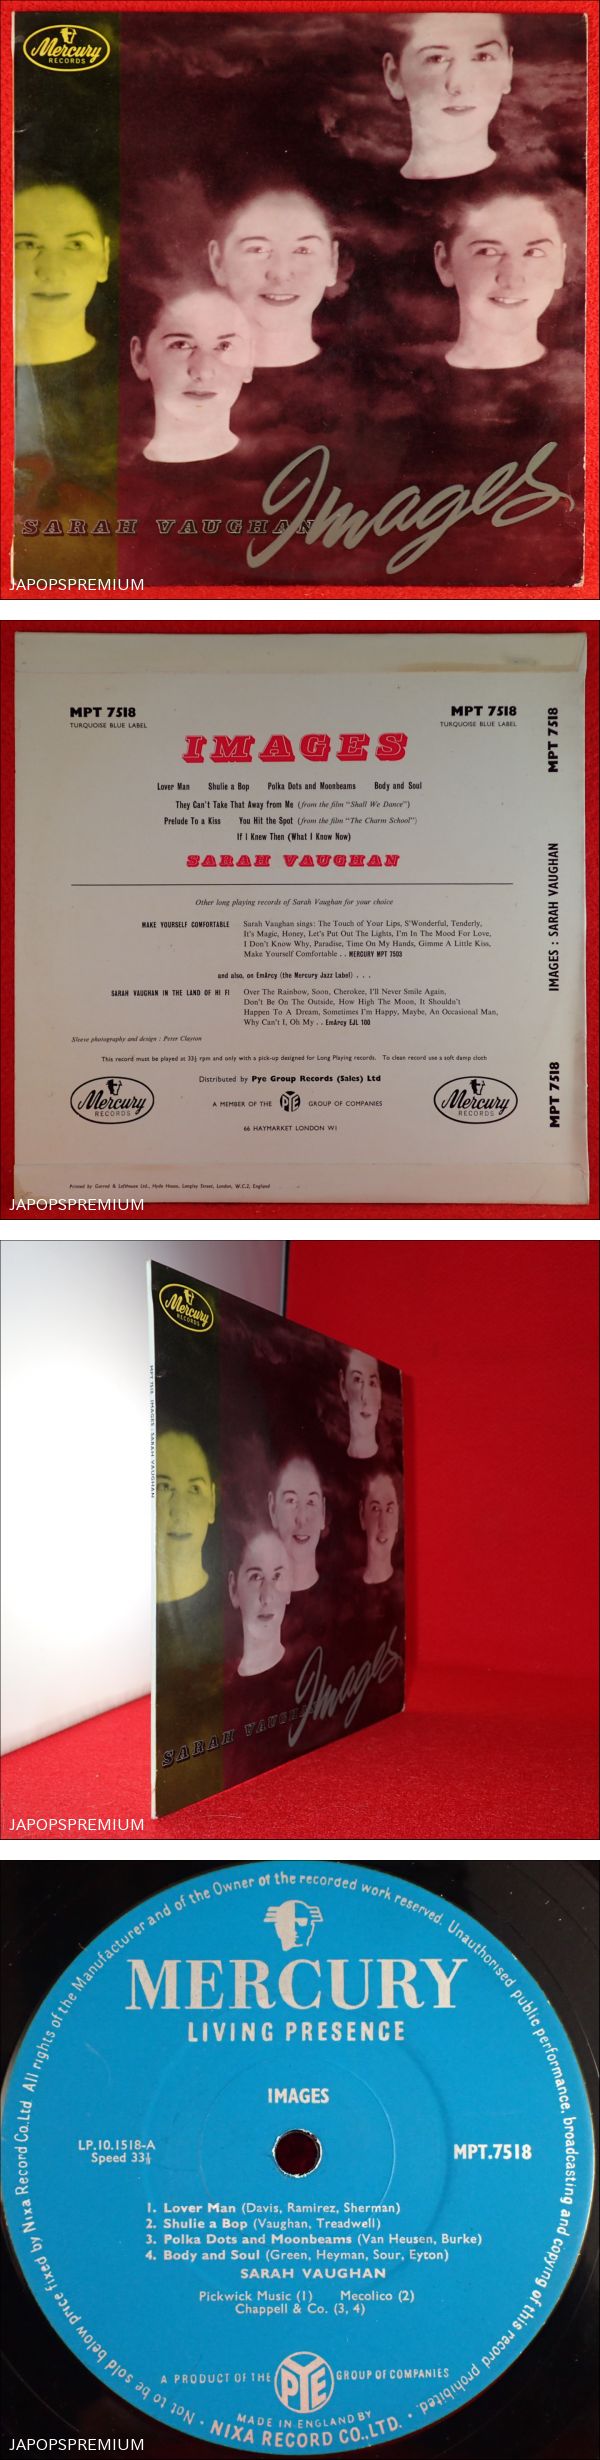 Mercury
RECORDS
SARAH VAUGHAN
Images
JAPOPSPREMIUM
MPT 7518
TURQUOISE BLUE LABEL
MPT 7518
TURQUOISE BLUE LABEL
IMAGES
Lover Man Shulie a Bop Polka Dots and Moonbeams Body and Soul
They Can't Take That Away from Me (from the film "Shall We Dance")
Prelude To a Kiss You Hit the Spot (from the film "The Charm School")
If I Knew Then (What I Know Now)
SARAH VAUGHAN
Other long playing records of Sarah Vaughan for your choice
MAKE YOURSELF COMFORTABLE
Sarah Vaughan sings: The Touch of Your Lips, S'Wonderful, Tenderly,
It's Magic, Honey, Let's Put Out The Lights, I'm In The Mood For Love,
I Don't Know Why, Paradise, Time On My Hands, Gimme A Little Kiss,
Make Yourself Comfortable . . MERCURY MPT 7503
and also, on EmArcy (the Mercury Jazz Label) . . .
SARAH VAUGHAN IN THE LAND OF HI FI
Over The Rainbow, Soon, Cherokee, I'll Never Smile Again,
Don't Be On The Outside, How High The Moon, It Shouldn't
Happen To A Dream, Sometimes I'm Happy, Maybe, An Occasional Man,
Why Can't I, Oh My . . EmArcy EJL 100
Sleeve photography and design : Peter Clayton
This record must be played at 33⅓ rpm and only with a pick-up designed for Long Playing records. To clean record use a soft damp cloth
Mercury
RECORDS
Distributed by Pye Group Records (Sales) Ltd
A MEMBER OF THE PYE GROUP OF COMPANIES
66 HAYMARKET LONDON W1
Mercury
RECORDS
Printed by Garrod & Lofthouse Ltd., Hyde House, Langley Street, London, W.C.2, England
MPT 7518
IMAGES : SARAH VAUGHAN
MPT 7518
JAPOPSPREMIUM
Mercury
RECORDS
MPT 7518 IMAGES : SARAH VAUGHAN
SARAH VAUGHAN
Images
JAPOPSPREMIUM
All rights of the Manufacturer and of the Owner of the recorded work reserved. Unauthorised public performance, broadcasting and copying of this record prohibited.
MERCURY
LIVING PRESENCE
IMAGES
LP.10.1518-A
Speed 33⅓
MPT.7518
1. Lover Man (Davis, Ramirez, Sherman)
2. Shulie a Bop (Vaughan, Treadwell)
3. Polka Dots and Moonbeams (Van Heusen, Burke)
4. Body and Soul (Green, Heyman, Sour, Eyton)
SARAH VAUGHAN
Pickwick Music (1) Mecolico (2)
Chappell & Co. (3, 4)
A PRODUCT OF THE PYE GROUP OF COMPANIES
MADE IN ENGLAND BY
NIXA RECORD CO., LTD.
Not to be sold below price fixed by Nixa Record Co. Ltd
JAPOPSPREMIUM